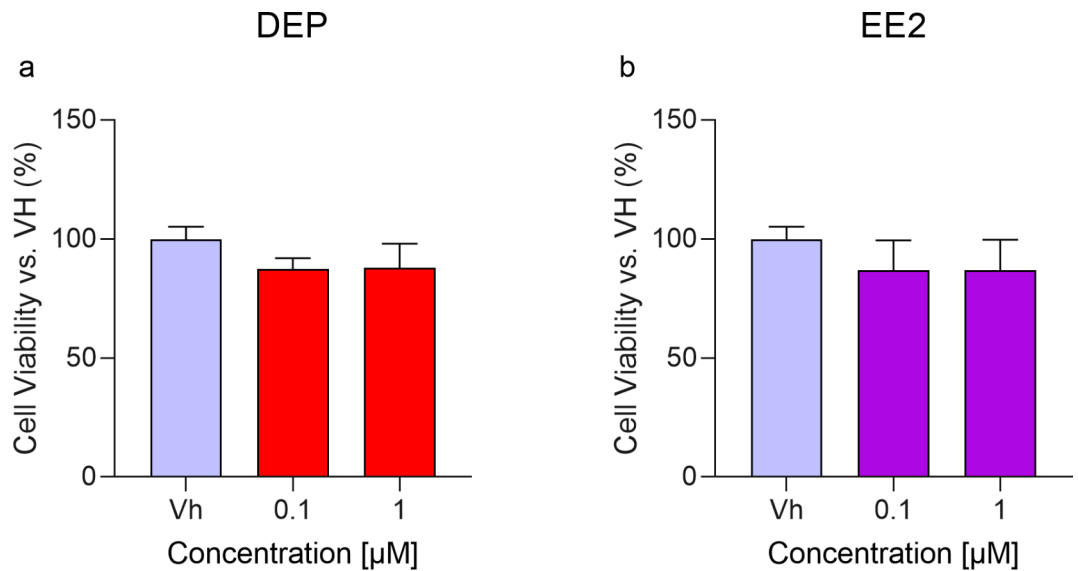 DEP
a
Cell Viability vs. VH (%)
150
100
50
0
Vh 0.1 1
Concentration [µM]
EE2
b
Cell Viability vs. VH (%)
150
100
50
0
Vh 0.1 1
Concentration [µM]